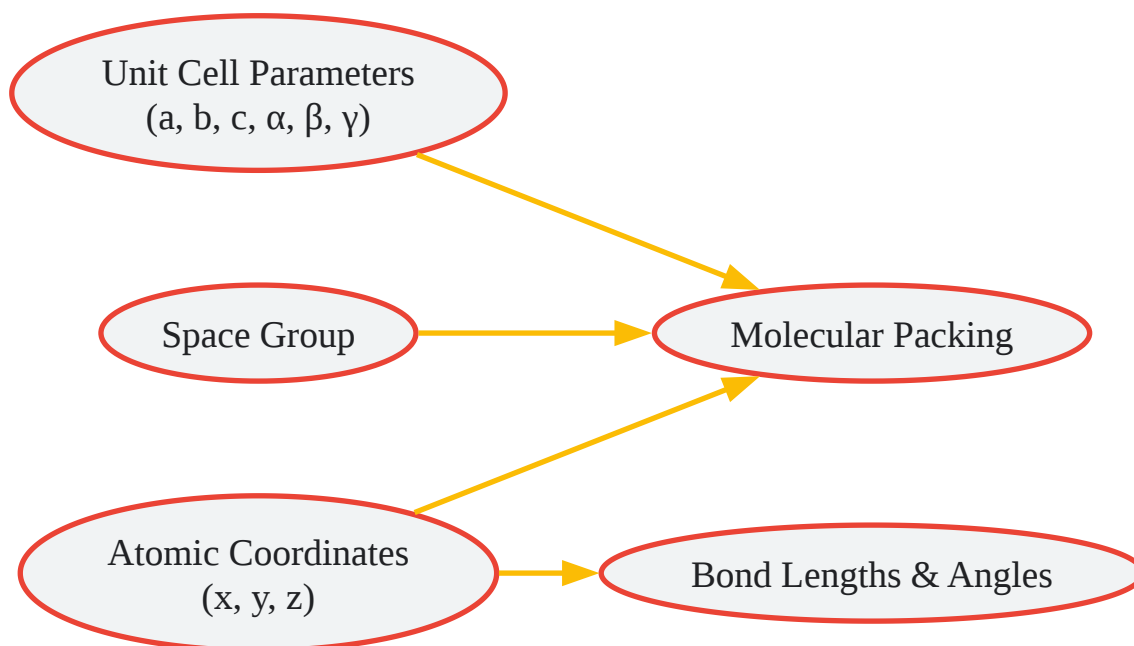 Unit Cell Parameters
(a, b, c, α, β, γ)
Space Group
Molecular Packing
Atomic Coordinates
(x, y, z)
Bond Lengths & Angles